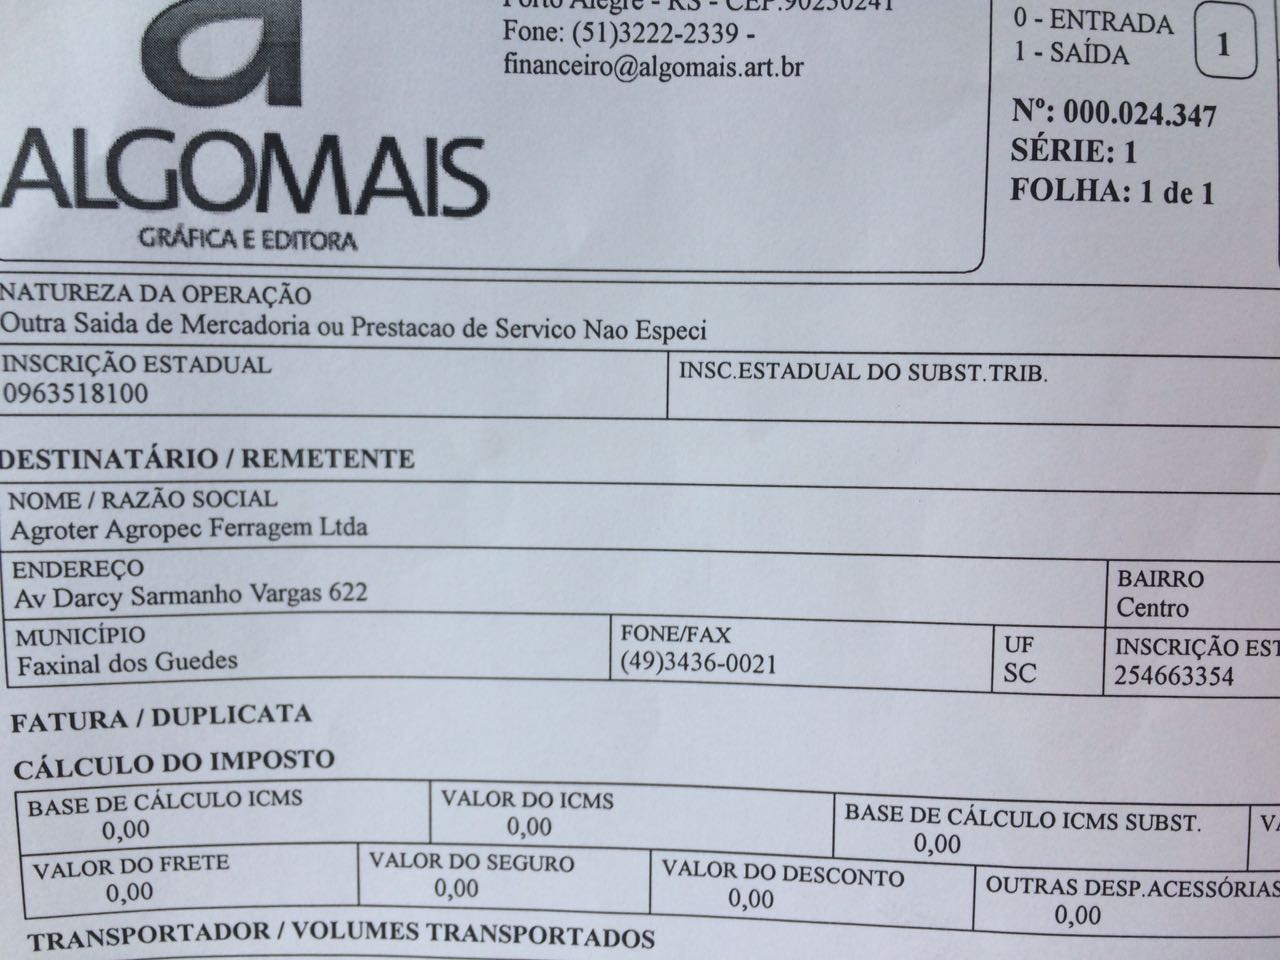 Porto Alegre - RS - CEP:90230241
Fone: (51)3222-2339 -
financeiro@algomais.art.br
0 - ENTRADA
1 - SAÍDA
1
Nº: 000.024.347
SÉRIE: 1
FOLHA: 1 de 1
a
ALGOMAIS
GRÁFICA E EDITORA
NATUREZA DA OPERAÇÃO
Outra Saida de Mercadoria ou Prestacao de Servico Nao Especi
INSCRIÇÃO ESTADUAL
0963518100
INSC.ESTADUAL DO SUBST.TRIB.
DESTINATÁRIO / REMETENTE
NOME / RAZÃO SOCIAL
Agroter Agropec Ferragem Ltda
ENDEREÇO
Av Darcy Sarmanho Vargas 622
BAIRRO
Centro
MUNICÍPIO
Faxinal dos Guedes
FONE/FAX
(49)3436-0021
UF
SC
INSCRIÇÃO EST
254663354
FATURA / DUPLICATA
CÁLCULO DO IMPOSTO
BASE DE CÁLCULO ICMS
0,00
VALOR DO ICMS
0,00
BASE DE CÁLCULO ICMS SUBST.
0,00
VA
VALOR DO FRETE
0,00
VALOR DO SEGURO
0,00
VALOR DO DESCONTO
0,00
OUTRAS DESP.ACESSÓRIAS
0,00
TRANSPORTADOR / VOLUMES TRANSPORTADOS